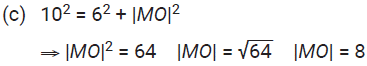 (c) 10² = 6² + |MO|²
⇒ |MO|² = 64 |MO| = √64 |MO| = 8